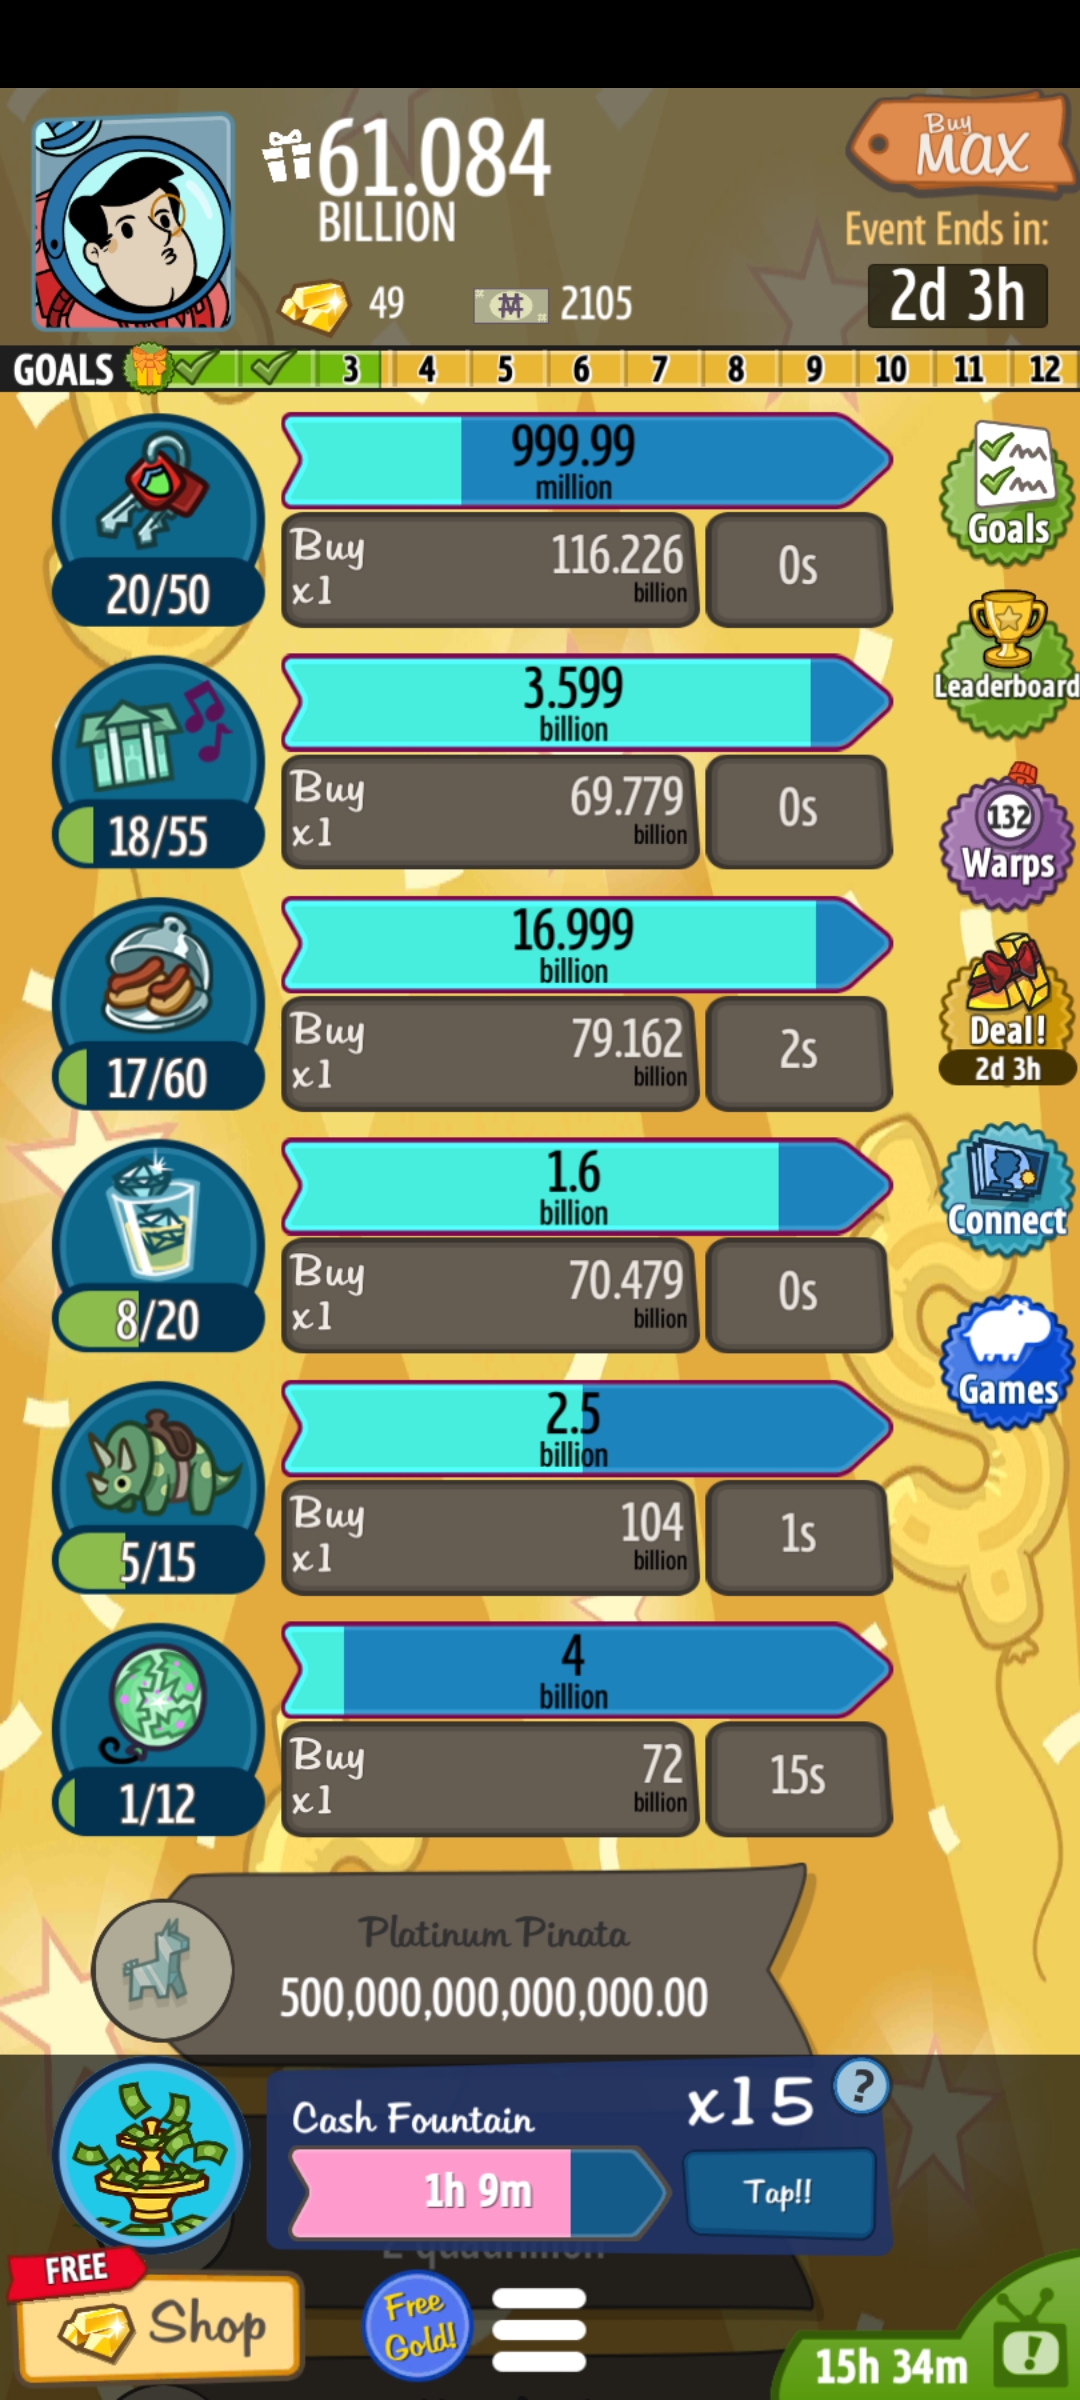 61.084
BILLION
Buy
MAX
Event Ends in:
49
2105
2d 3h
GOALS
3
4
5
6
7
8
9
10
11
12
999.99
million
20/50
Buy
x1
116.226
billion
0s
Goals
3.599
billion
18/55
Buy
x1
69.779
billion
0s
Leaderboard
16.999
billion
17/60
Buy
x1
79.162
billion
2s
132
Warps
1.6
billion
8/20
Buy
x1
70.479
billion
0s
Deal!
2d 3h
Connect
2.5
billion
5/15
Buy
x1
104
billion
1s
Games
4
billion
1/12
Buy
x1
72
billion
15s
Platinum Pinata
500,000,000,000,000.00
Cash Fountain
x15
?
1h 9m
Tap!!
2 quadrillion
FREE
Shop
Free
Gold!
15h 34m